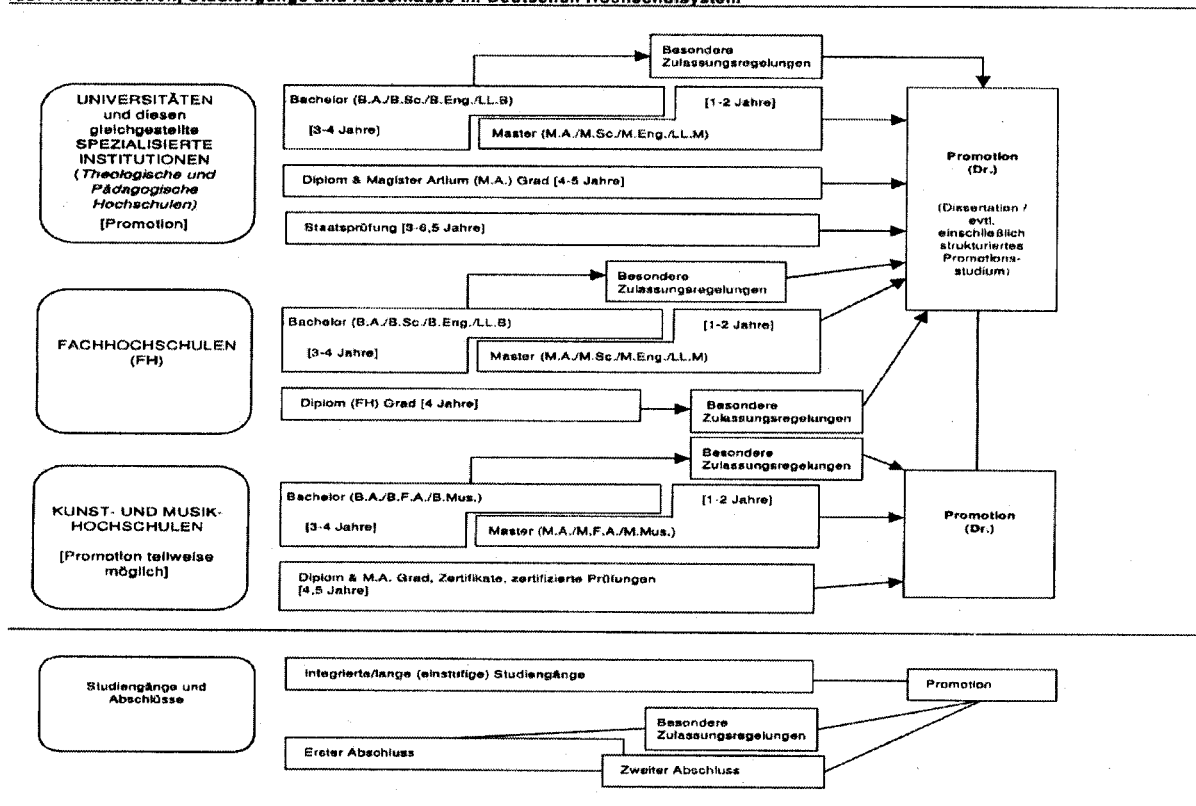 Studiengänge und Abschlüsse im Deutschen Hochschulsystem
Besondere
Zulassungsregelungen
UNIVERSITÄTEN
und diesen
gleichgestellte
SPEZIALISIERTE
INSTITUTIONEN
(Theologische und
Pädagogische
Hochschulen)
[Promotion]
Bachelor (B.A./B.Sc./B.Eng./LL.B)
[3-4 Jahre]
[1-2 Jahre]
Master (M.A./M.Sc./M.Eng./LL.M)
Diplom & Magister Artium (M.A.) Grad [4-5 Jahre]
Staatsprüfung [3-6,5 Jahre]
Promotion
(Dr.)
(Dissertation /
evtl.
einschließlich
strukturiertes
Promotions-
studium)
Besondere
Zulassungsregelungen
FACHHOCHSCHULEN
(FH)
Bachelor (B.A./B.Sc./B.Eng./LL.B)
[3-4 Jahre]
[1-2 Jahre]
Master (M.A./M.Sc./M.Eng./LL.M)
Diplom (FH) Grad [4 Jahre]
Besondere
Zulassungsregelungen
Besondere
Zulassungsregelungen
KUNST- UND MUSIK-
HOCHSCHULEN
[Promotion teilweise
möglich]
Bachelor (B.A./B.F.A./B.Mus.)
[3-4 Jahre]
[1-2 Jahre]
Master (M.A./M.F.A./M.Mus.)
Diplom & M.A. Grad, Zertifikate, zertifizierte Prüfungen
[4,5 Jahre]
Promotion
(Dr.)
Studiengänge und
Abschlüsse
Integrierte/lange (einstufige) Studiengänge
Promotion
Besondere
Zulassungsregelungen
Erster Abschluss
Zweiter Abschluss